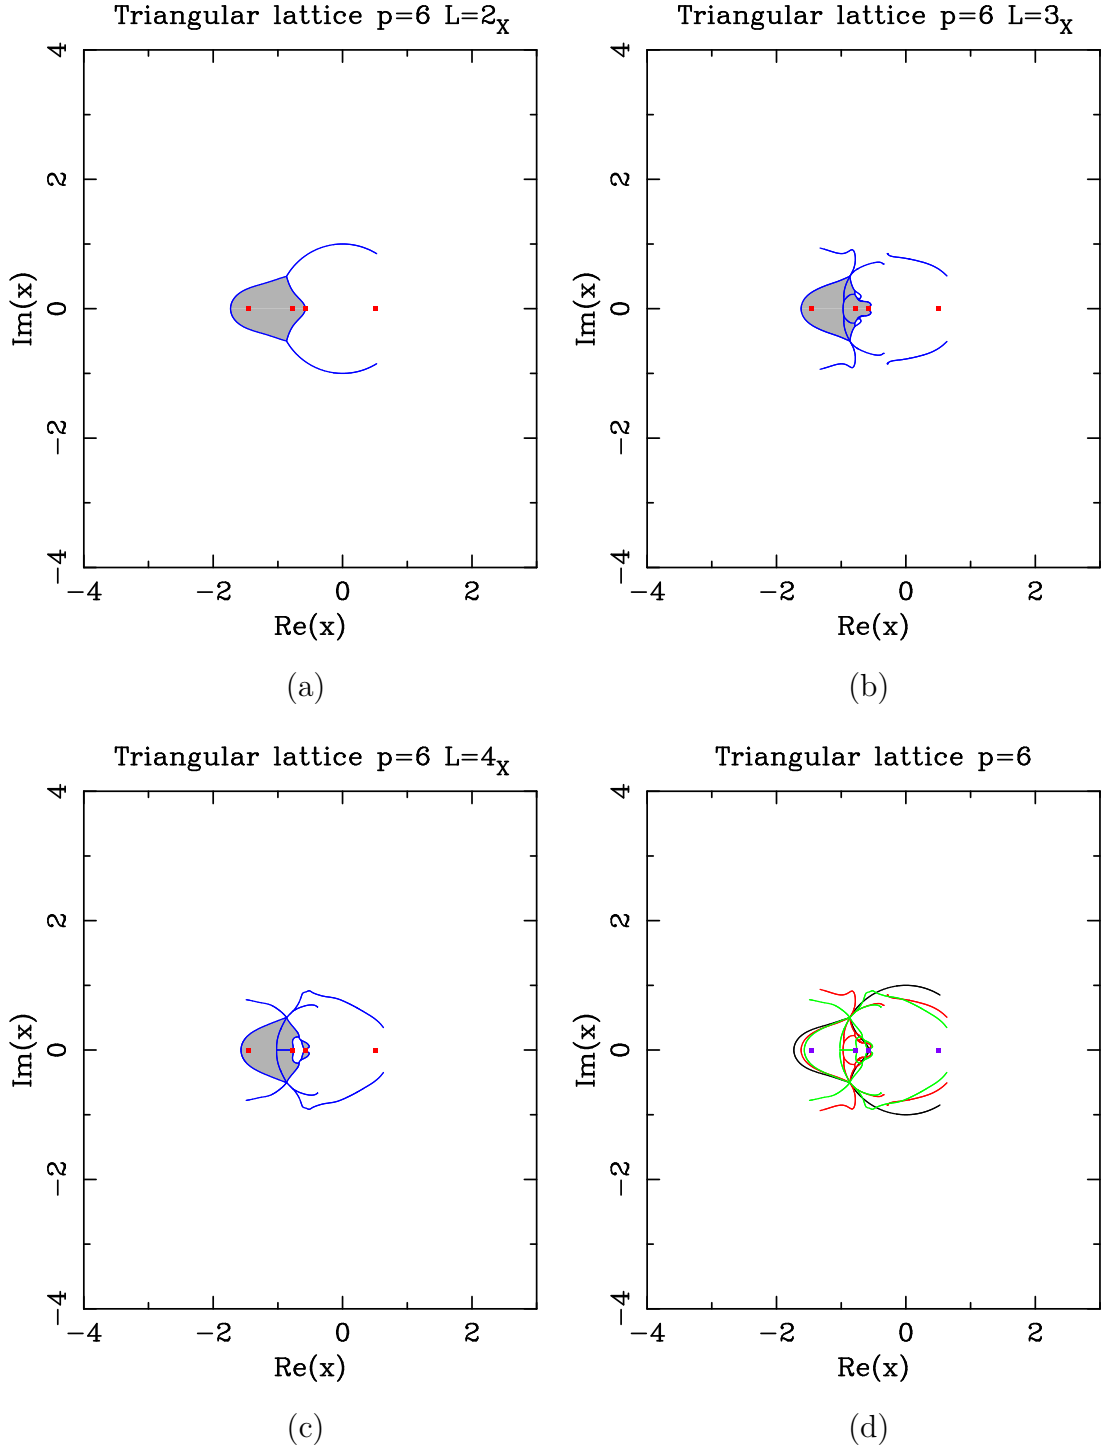 Triangular lattice p=6 L=2X
Triangular lattice p=6 L=3X
4
2
0
−2
−4
Im(x)
−4
−2
0
2
Re(x)
4
2
0
−2
−4
Im(x)
−4
−2
0
2
Re(x)
(a)
(b)
Triangular lattice p=6 L=4X
Triangular lattice p=6
4
2
0
−2
−4
Im(x)
−4
−2
0
2
Re(x)
4
2
0
−2
−4
Im(x)
−4
−2
0
2
Re(x)
(c)
(d)